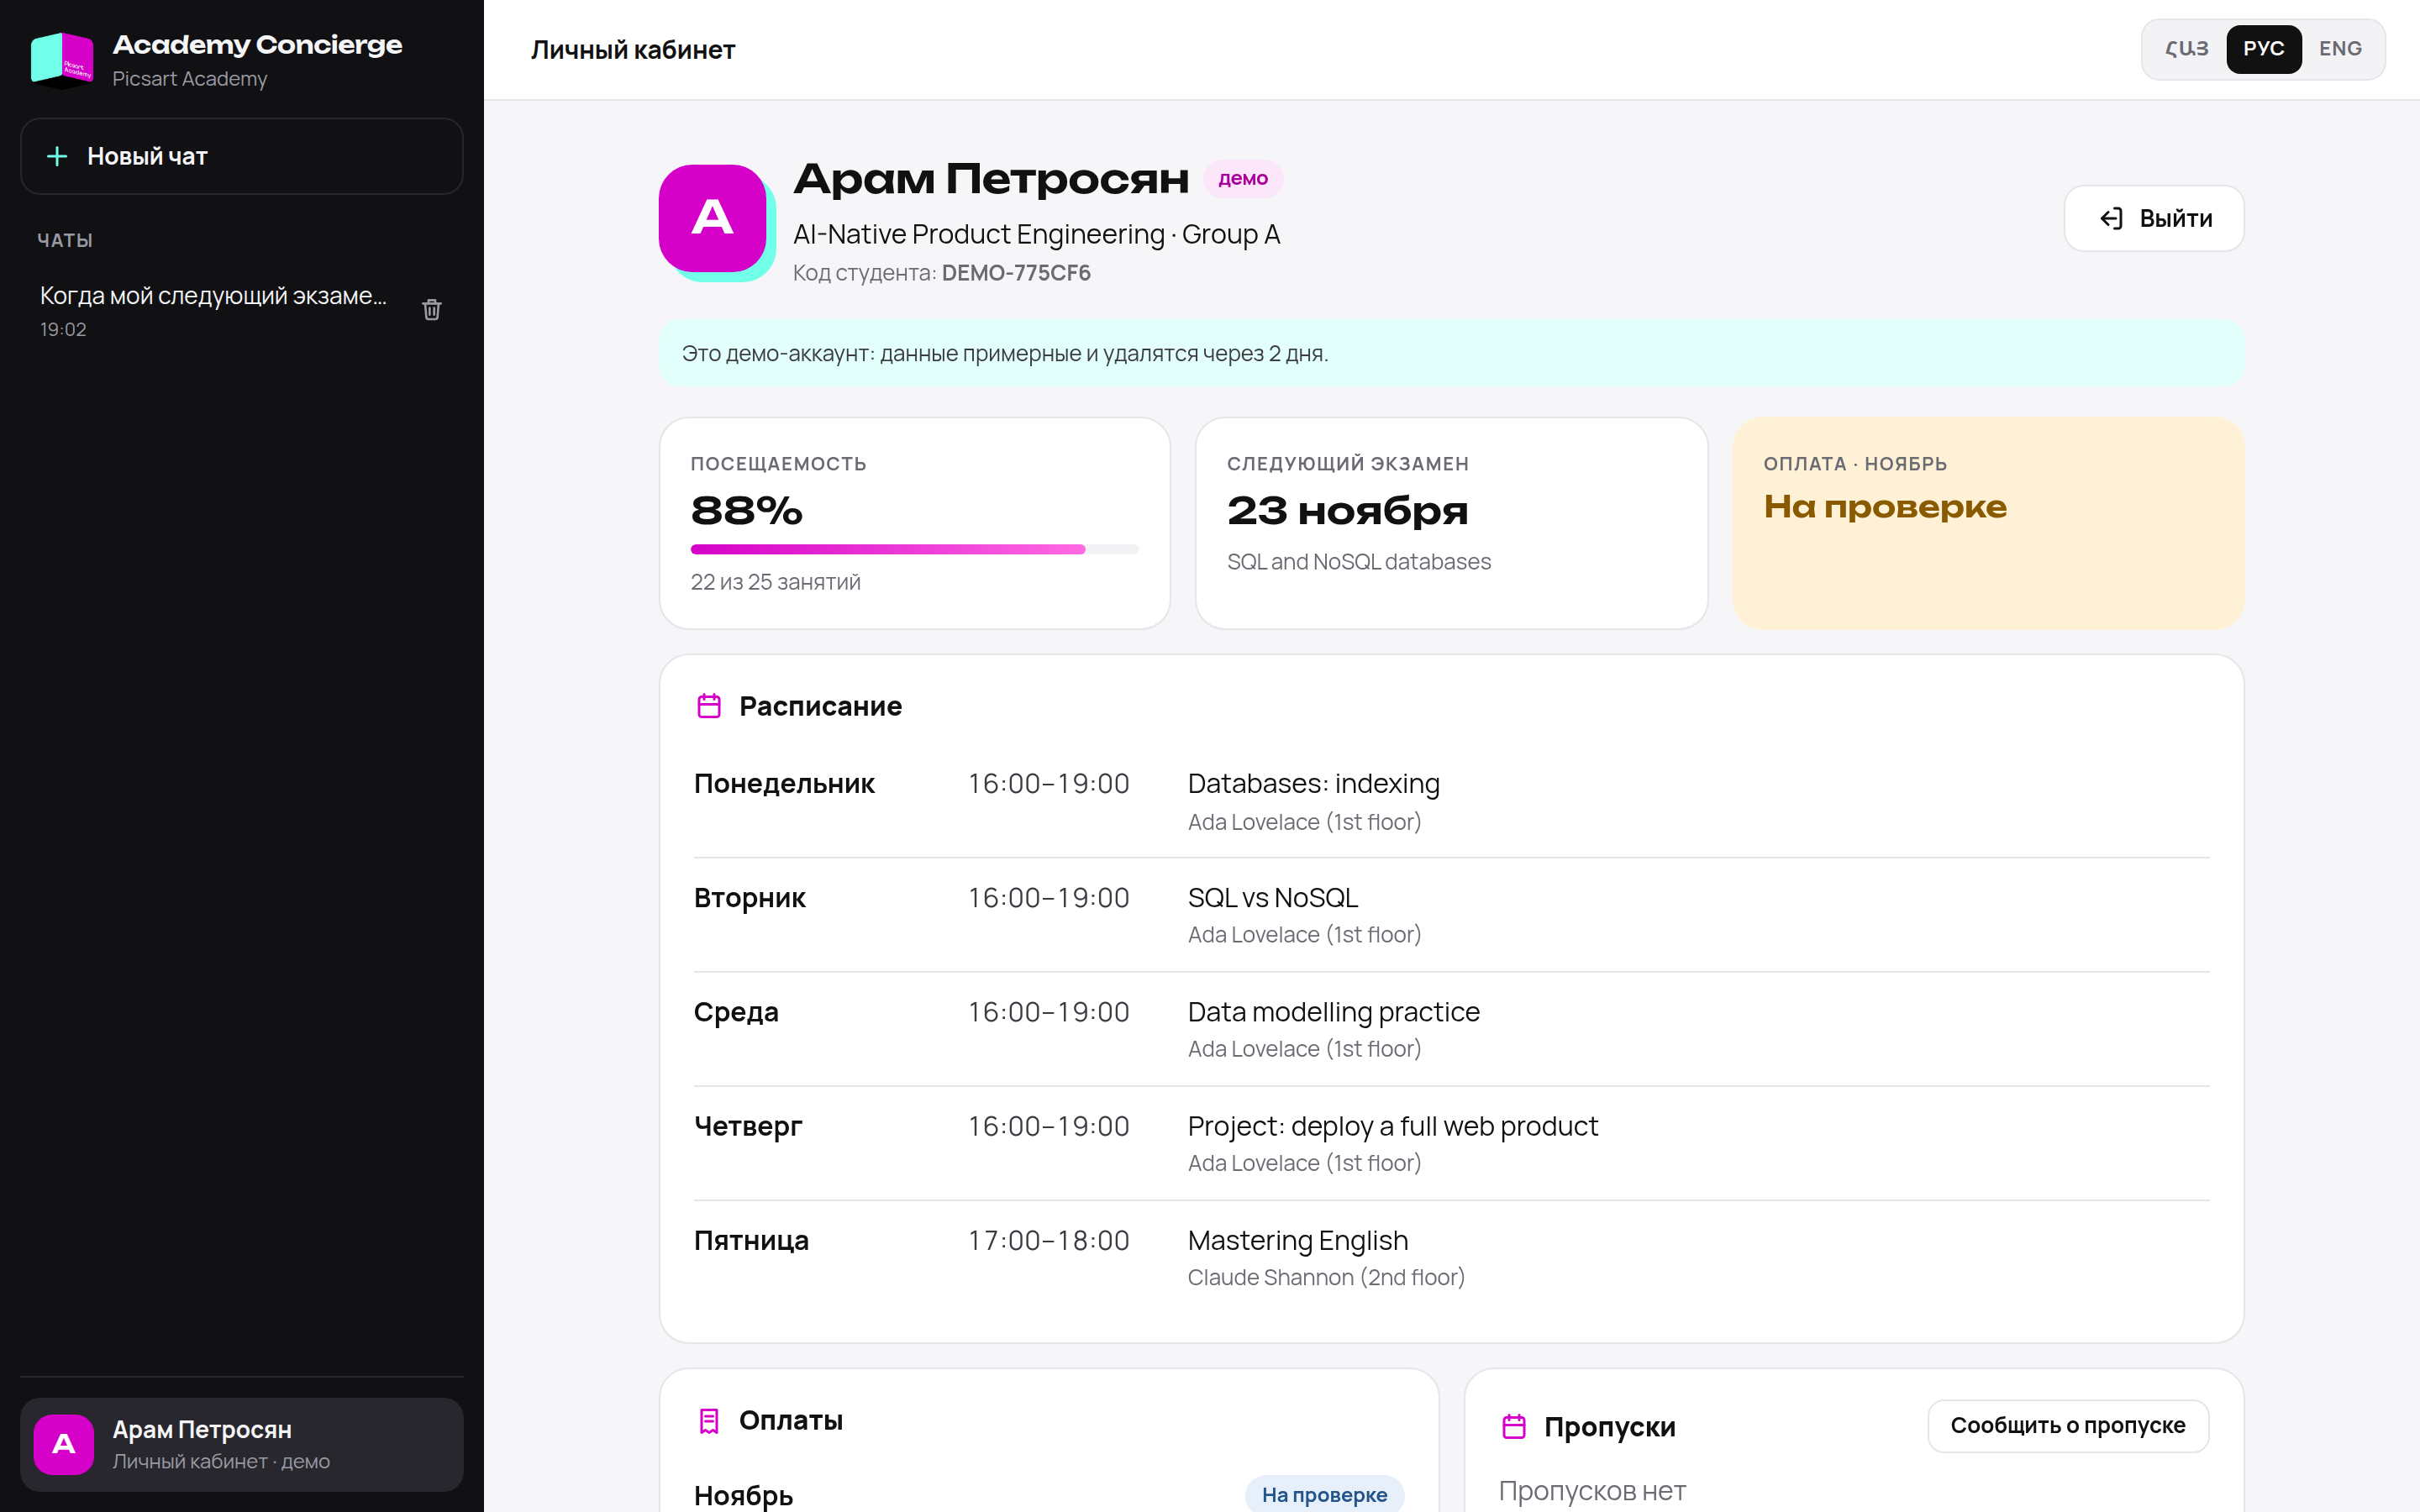 Academy Concierge
Picsart Academy
Picsart Academy
Новый чат
ЧАТЫ
Когда мой следующий экзаме...
19:02
Арам Петросян
Личный кабинет · демо
A
Личный кабинет
ՀԱՅ РУС ENG
A
Арам Петросян демо
AI-Native Product Engineering · Group A
Код студента: DEMO-775CF6
Выйти
Это демо-аккаунт: данные примерные и удалятся через 2 дня.
ПОСЕЩАЕМОСТЬ
88%
22 из 25 занятий
СЛЕДУЮЩИЙ ЭКЗАМЕН
23 ноября
SQL and NoSQL databases
ОПЛАТА · НОЯБРЬ
На проверке
Расписание
Понедельник 16:00–19:00 Databases: indexing
Ada Lovelace (1st floor)
Вторник 16:00–19:00 SQL vs NoSQL
Ada Lovelace (1st floor)
Среда 16:00–19:00 Data modelling practice
Ada Lovelace (1st floor)
Четверг 16:00–19:00 Project: deploy a full web product
Ada Lovelace (1st floor)
Пятница 17:00–18:00 Mastering English
Claude Shannon (2nd floor)
Оплаты
Ноябрь На проверке
Пропуски Сообщить о пропуске
Пропусков нет